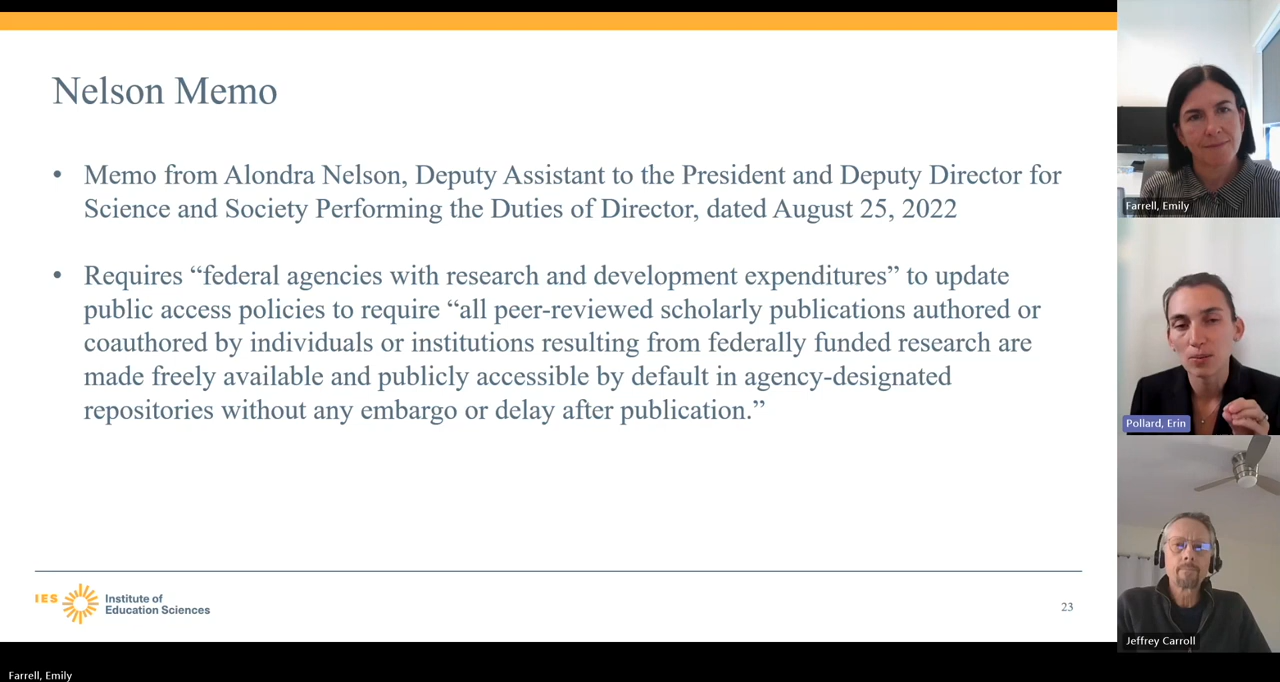 Nelson Memo
• Memo from Alondra Nelson, Deputy Assistant to the President and Deputy Director for
Science and Society Performing the Duties of Director, dated August 25, 2022
• Requires “federal agencies with research and development expenditures” to update
public access policies to require “all peer-reviewed scholarly publications authored or
coauthored by individuals or institutions resulting from federally funded research are
made freely available and publicly accessible by default in agency-designated
repositories without any embargo or delay after publication.”
IES
Institute of
Education Sciences
23
Farrell, Emily
Pollard, Erin
Jeffrey Carroll
Farrell, Emily